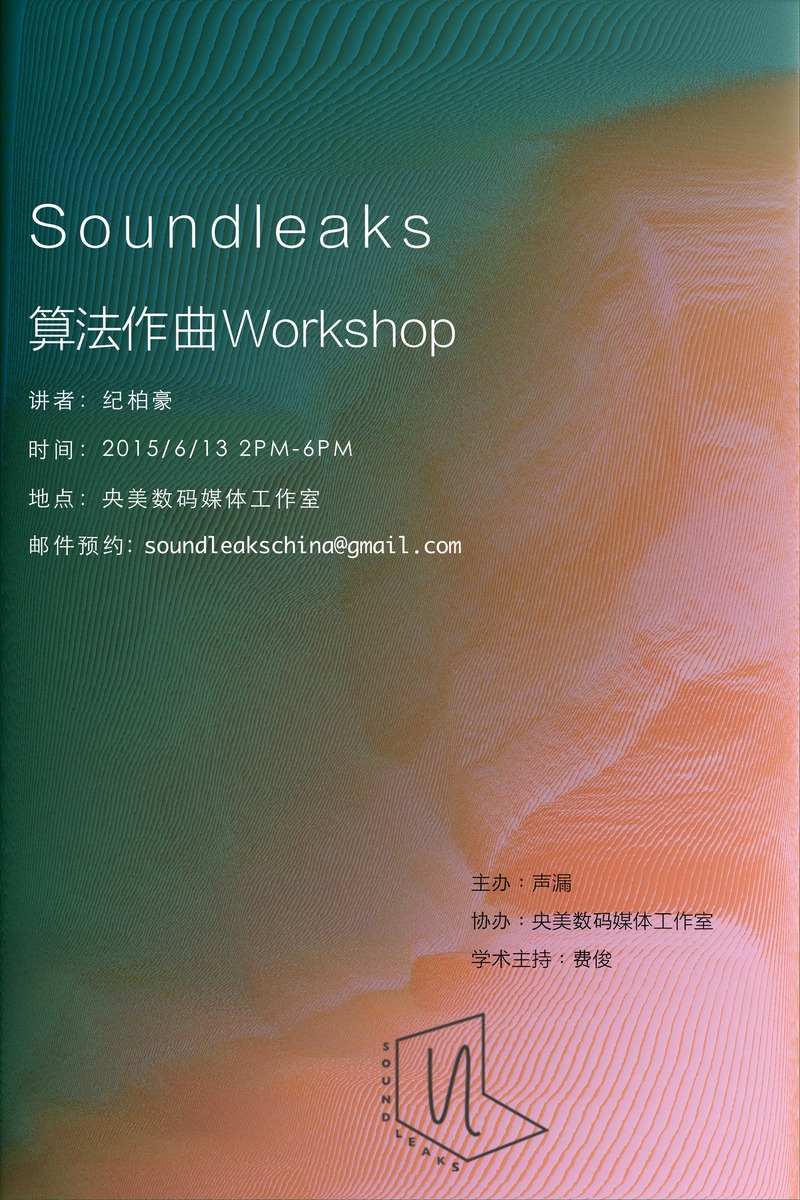 Soundleaks
算法作曲Workshop
讲者：纪柏豪
时间：2015/6/13 2PM-6PM
地点：央美数码媒体工作室
邮件预约：soundleakschina@gmail.com
主办：声漏
协办：央美数码媒体工作室
学术主持：费俊
SOUND LEAKS